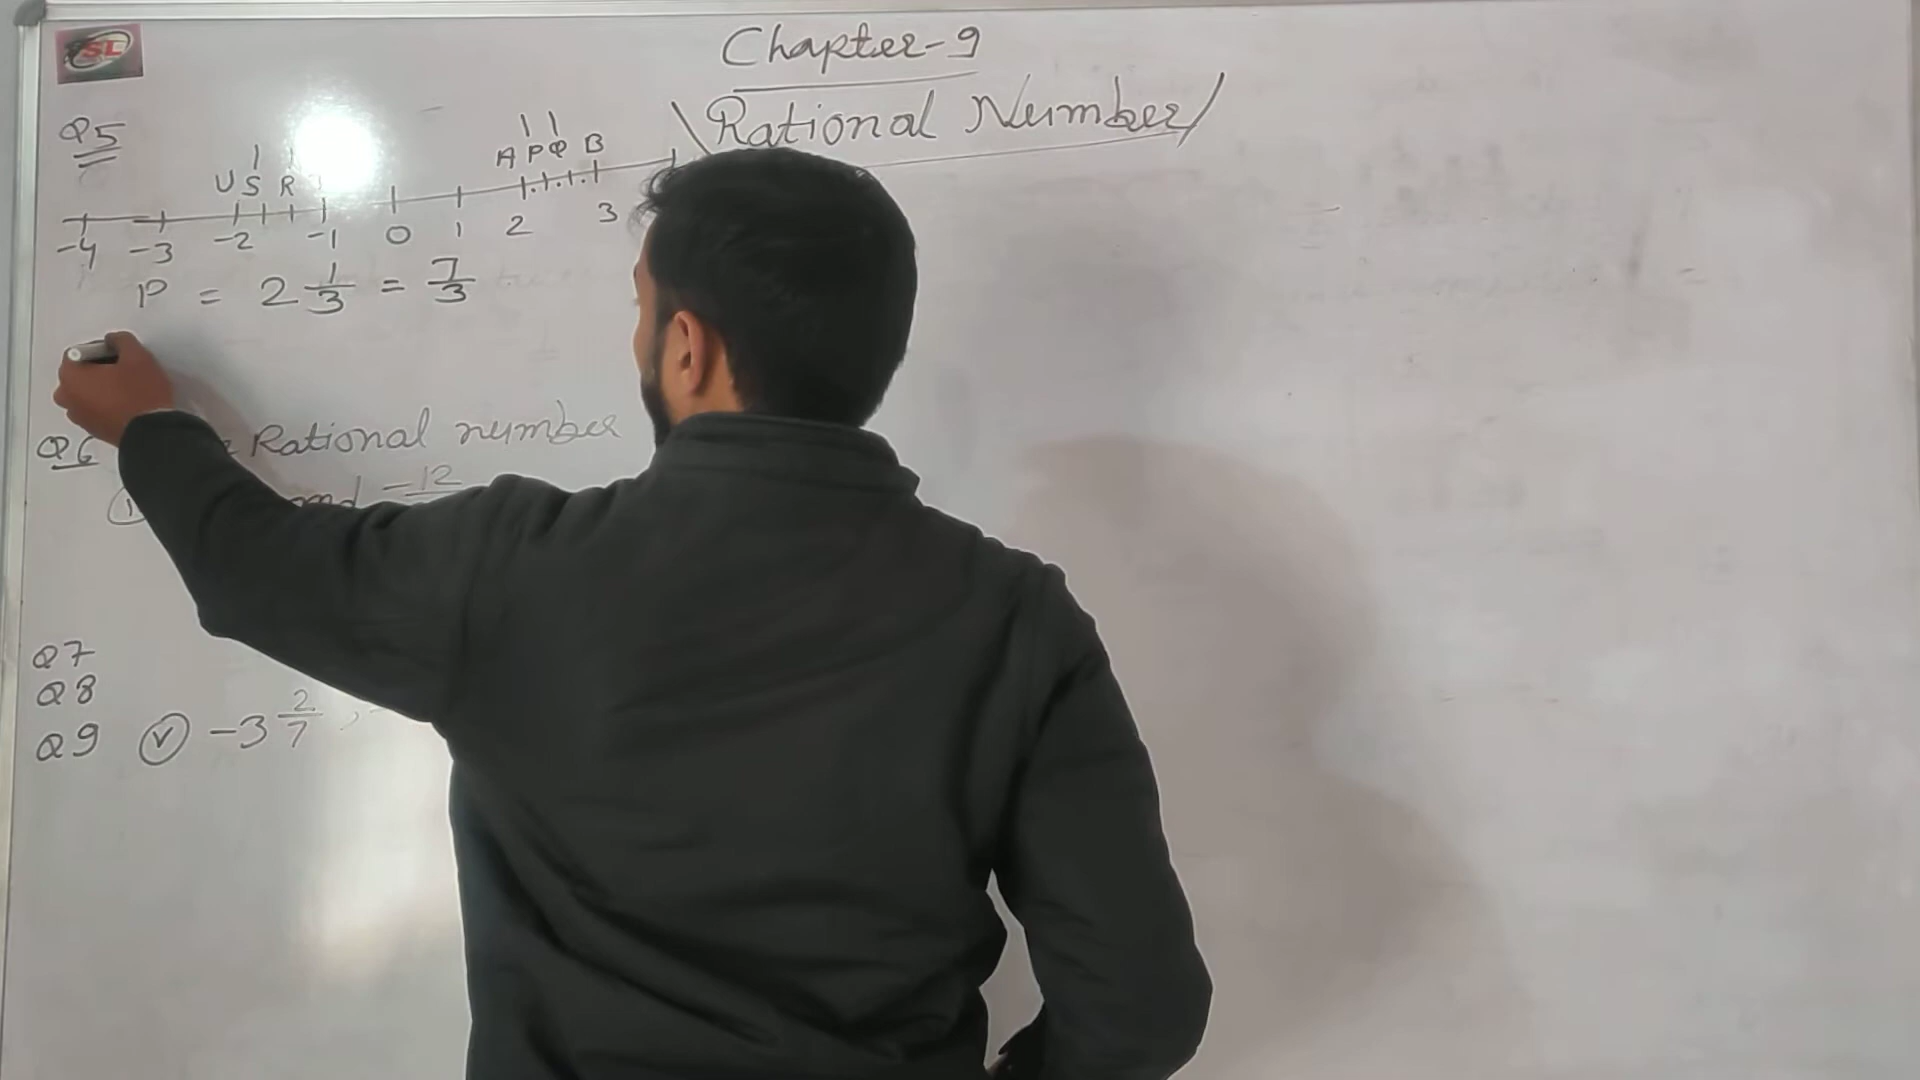 SL
Chapter-9
Rational Number
Q5
A P Q B
U S R
-4 -3 -2 -1 0 1 2 3
P = 2 1/3 = 7/3
Q6 Rational number
(i) and -12
Q7
Q8
Q9 (v) -3 2/7 ,